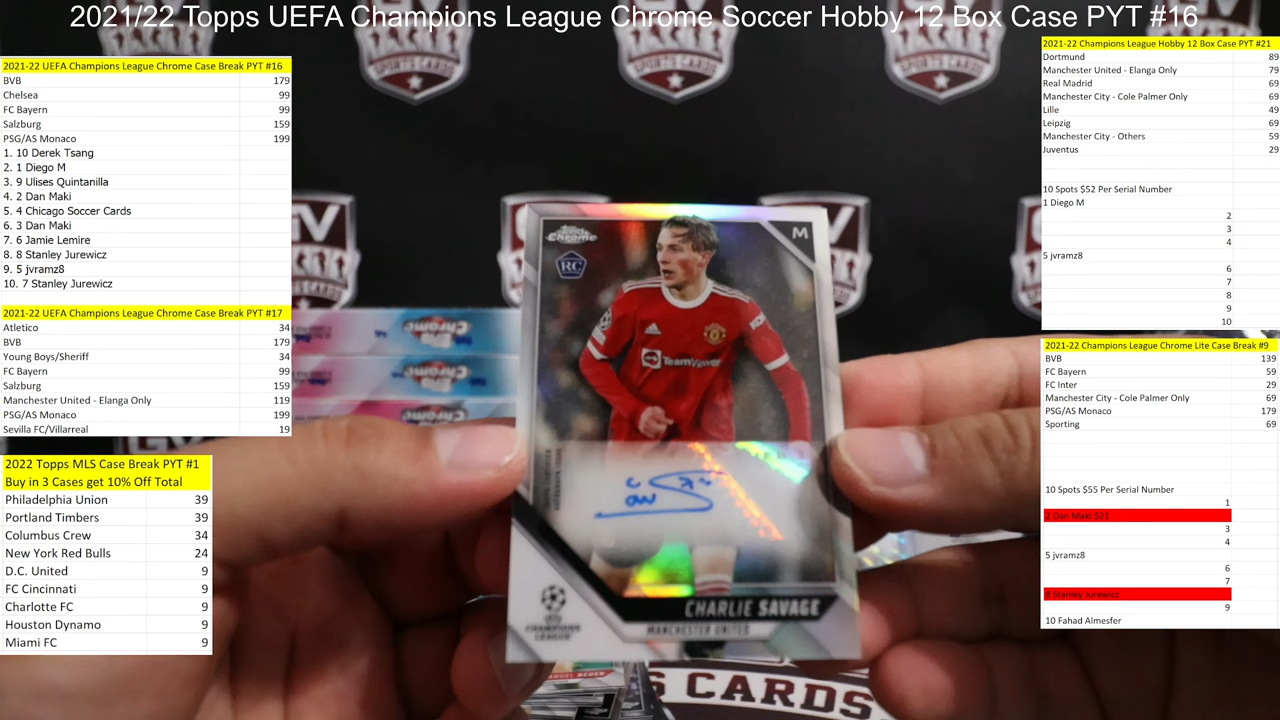 2021/22 Topps UEFA Champions League Chrome Soccer Hobby 12 Box Case PYT #16
2021-22 UEFA Champions League Chrome Case Break PYT #16
BVB 179
Chelsea 99
FC Bayern 99
Salzburg 159
PSG/AS Monaco 199
1. 10 Derek Tsang
2. 1 Diego M
3. 9 Ulises Quintanilla
4. 2 Dan Maki
5. 4 Chicago Soccer Cards
6. 3 Dan Maki
7. 6 Jamie Lemire
8. 8 Stanley Jurewicz
9. 5 jvramz8
10. 7 Stanley Jurewicz
2021-22 UEFA Champions League Chrome Case Break PYT #17
Atletico 34
BVB 179
Young Boys/Sheriff 34
FC Bayern 99
Salzburg 159
Manchester United - Elanga Only 119
PSG/AS Monaco 199
Sevilla FC/Villarreal 19
2022 Topps MLS Case Break PYT #1
Buy in 3 Cases get 10% Off Total
Philadelphia Union 39
Portland Timbers 39
Columbus Crew 34
New York Red Bulls 24
D.C. United 9
FC Cincinnati 9
Charlotte FC 9
Houston Dynamo 9
Miami FC 9
2021-22 Champions League Hobby 12 Box Case PYT #21
Dortmund 89
Manchester United - Elanga Only 79
Real Madrid 69
Manchester City - Cole Palmer Only 69
Lille 49
Leipzig 69
Manchester City - Others 59
Juventus 29
10 Spots $52 Per Serial Number
1 Diego M
2
3
4
5 jvramz8
6
7
8
9
10
2021-22 Champions League Chrome Lite Case Break #9
BVB 139
FC Bayern 59
FC Inter 29
Manchester City - Cole Palmer Only 69
PSG/AS Monaco 179
Sporting 69
10 Spots $55 Per Serial Number
1
2 Dan Maki 521
3
4
5 jvramz8
6
7
8 Stanley Jurewicz
9
10 Fahad Almesfer
Topps
Chrome
M
RC
TeamViewer
CHARLIE SAVAGE
MANCHESTER UNITED
CHAMPIONS
LEAGUE
SPORTS CARDS
S CARDS